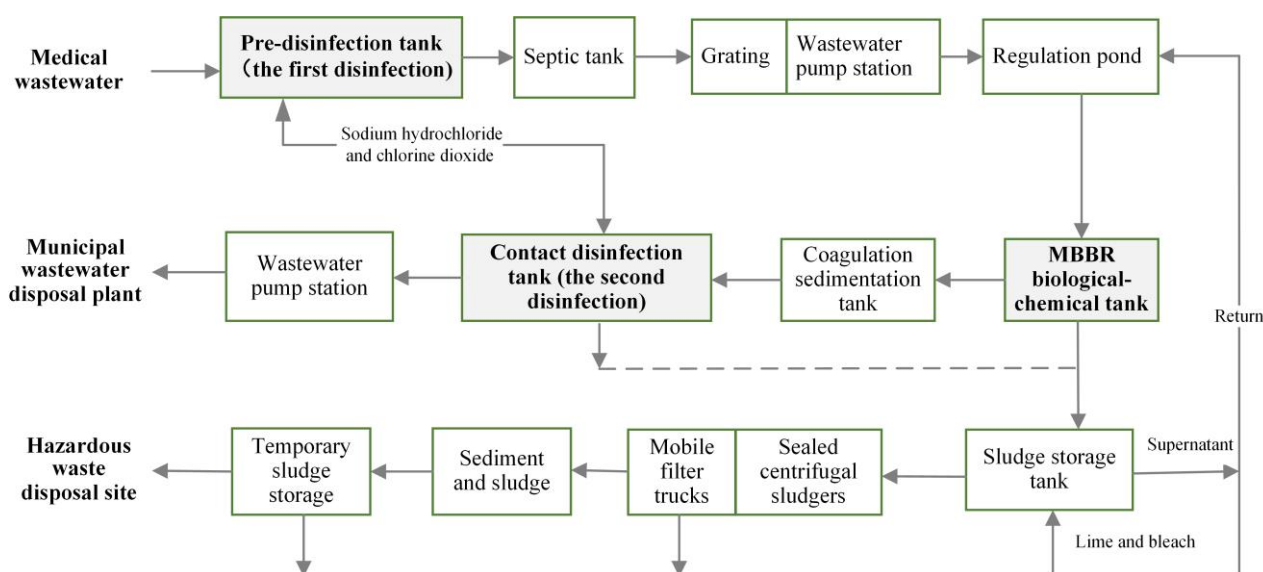 Medical
wastewater
Pre-disinfection tank
(the first disinfection)
Septic tank
Grating
Wastewater
pump station
Regulation pond
Sodium hydrochloride
and chlorine dioxide
Municipal
wastewater
disposal plant
Wastewater
pump station
Contact disinfection
tank (the second
disinfection)
Coagulation
sedimentation
tank
MBBR
biological-
chemical tank
Return
Hazardous
waste
disposal site
Temporary
sludge
storage
Sediment
and sludge
Mobile
filter
trucks
Sealed
centrifugal
sludgers
Sludge storage
tank
Supernatant
Lime and bleach